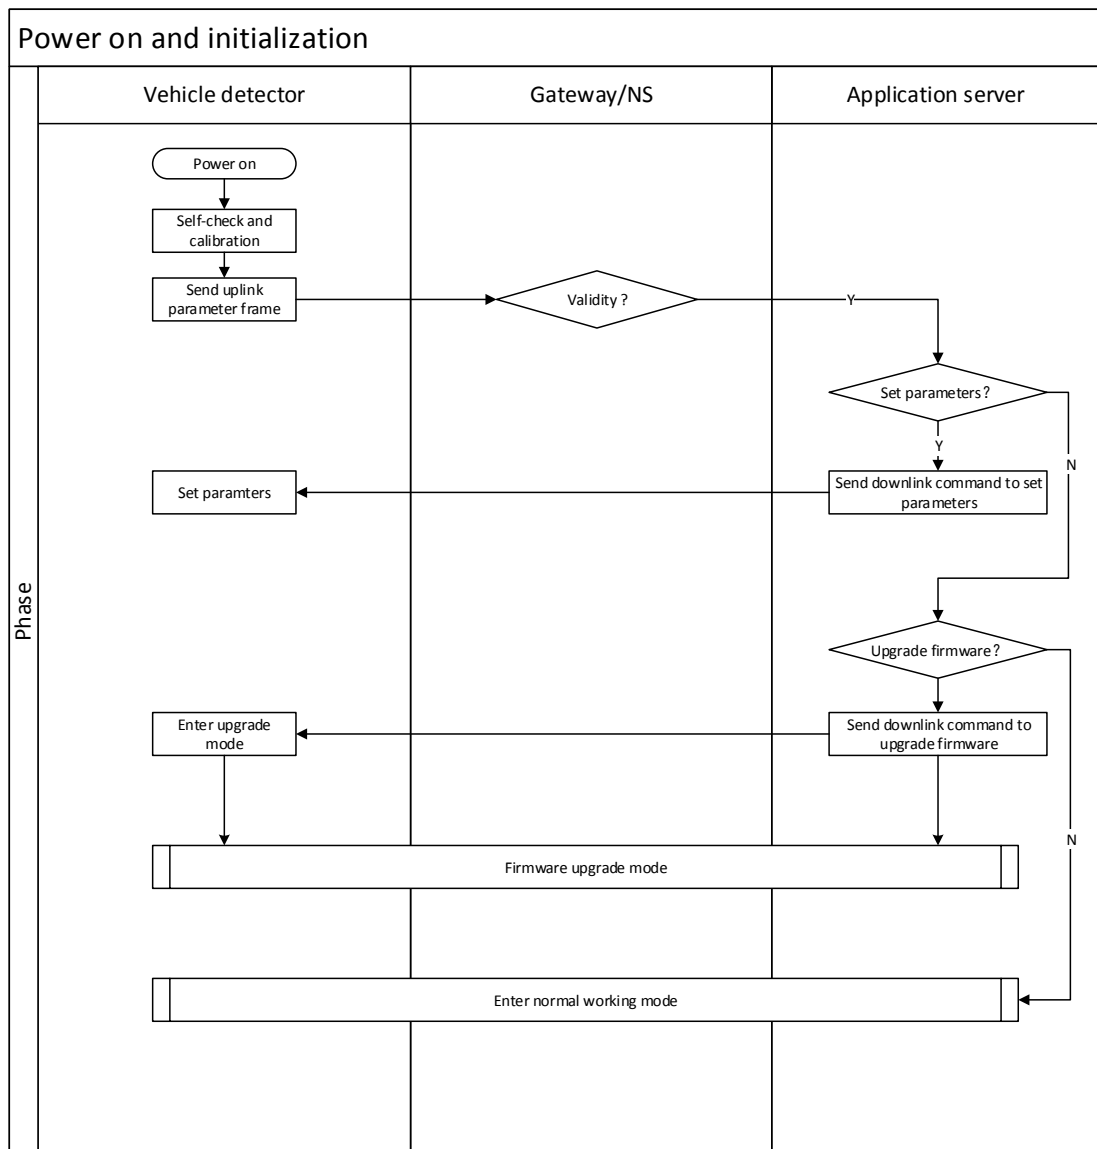 Power on and initialization
Vehicle detector
Gateway/NS
Application server
Phase
Power on
Self-check and
calibration
Send uplink
parameter frame
Validity ?
Y
Set parameters?
Y
N
Set paramters
Send downlink command to set
parameters
Upgrade firmware?
Enter upgrade
mode
Send downlink command to
upgrade firmware
N
Firmware upgrade mode
Enter normal working mode